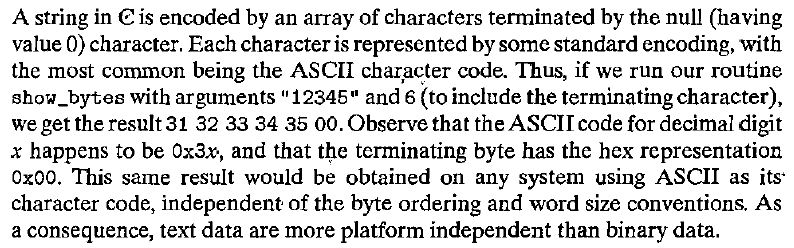 A string in C is encoded by an array of characters terminated by the null (having
value 0) character. Each character is represented by some standard encoding, with
the most common being the ASCII character code. Thus, if we run our routine
show_bytes with arguments "12345" and 6 (to include the terminating character),
we get the result 31 32 33 34 35 00. Observe that the ASCII code for decimal digit
x happens to be 0x3x, and that the terminating byte has the hex representation
0x00. This same result would be obtained on any system using ASCII as its
character code, independent of the byte ordering and word size conventions. As
a consequence, text data are more platform independent than binary data.